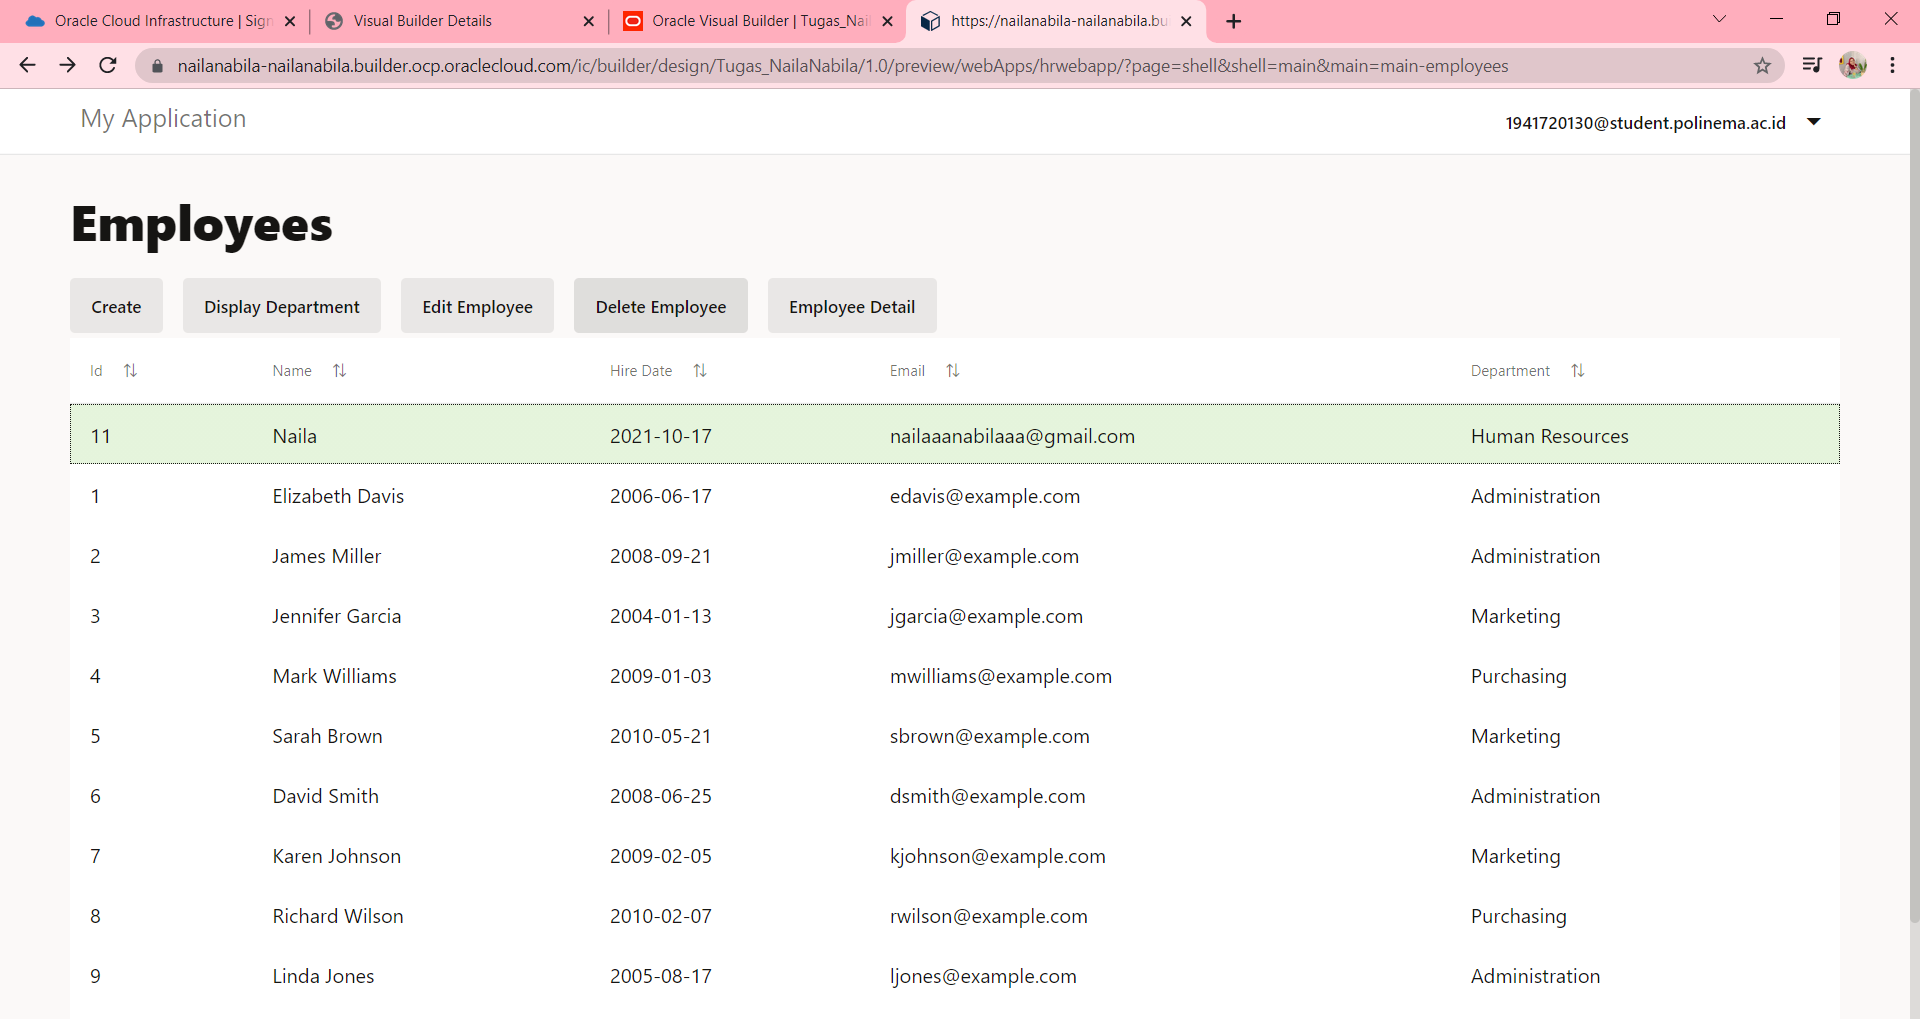 Oracle Cloud Infrastructure | Sign
Visual Builder Details
Oracle Visual Builder | Tugas_Nail
https://nailanabila-nailanabila.bu
nailanabila-nailanabila.builder.ocp.oraclecloud.com/ic/builder/design/Tugas_NailaNabila/1.0/preview/webApps/hrwebapp/?page=shell&shell=main&main=main-employees
My Application
1941720130@student.polinema.ac.id
Employees
Create Display Department Edit Employee Delete Employee Employee Detail
Id Name Hire Date Email Department
11 Naila 2021-10-17 nailaaanabilaaa@gmail.com Human Resources
1 Elizabeth Davis 2006-06-17 edavis@example.com Administration
2 James Miller 2008-09-21 jmiller@example.com Administration
3 Jennifer Garcia 2004-01-13 jgarcia@example.com Marketing
4 Mark Williams 2009-01-03 mwilliams@example.com Purchasing
5 Sarah Brown 2010-05-21 sbrown@example.com Marketing
6 David Smith 2008-06-25 dsmith@example.com Administration
7 Karen Johnson 2009-02-05 kjohnson@example.com Marketing
8 Richard Wilson 2010-02-07 rwilson@example.com Purchasing
9 Linda Jones 2005-08-17 ljones@example.com Administration